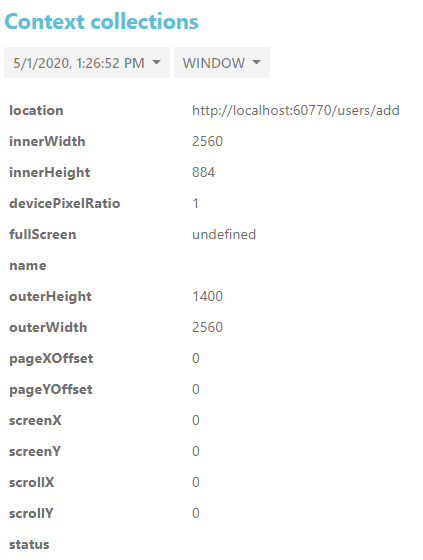 Context collections
5/1/2020, 1:26:52 PM WINDOW
location http://localhost:60770/users/add
innerWidth 2560
innerHeight 884
devicePixelRatio 1
fullScreen undefined
name
outerHeight 1400
outerWidth 2560
pageXOffset 0
pageYOffset 0
screenX 0
screenY 0
scrollX 0
scrollY 0
status